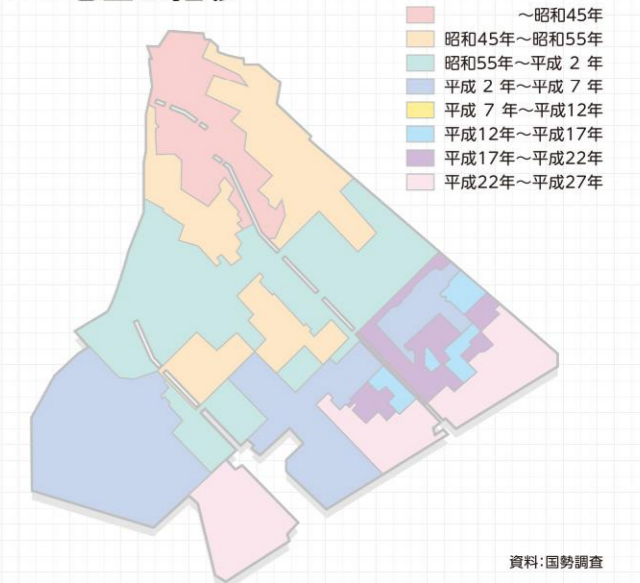 ～昭和45年
昭和45年～昭和55年
昭和55年～平成 2 年
平成 2 年～平成 7 年
平成 7 年～平成12年
平成12年～平成17年
平成17年～平成22年
平成22年～平成27年
資料：国勢調査